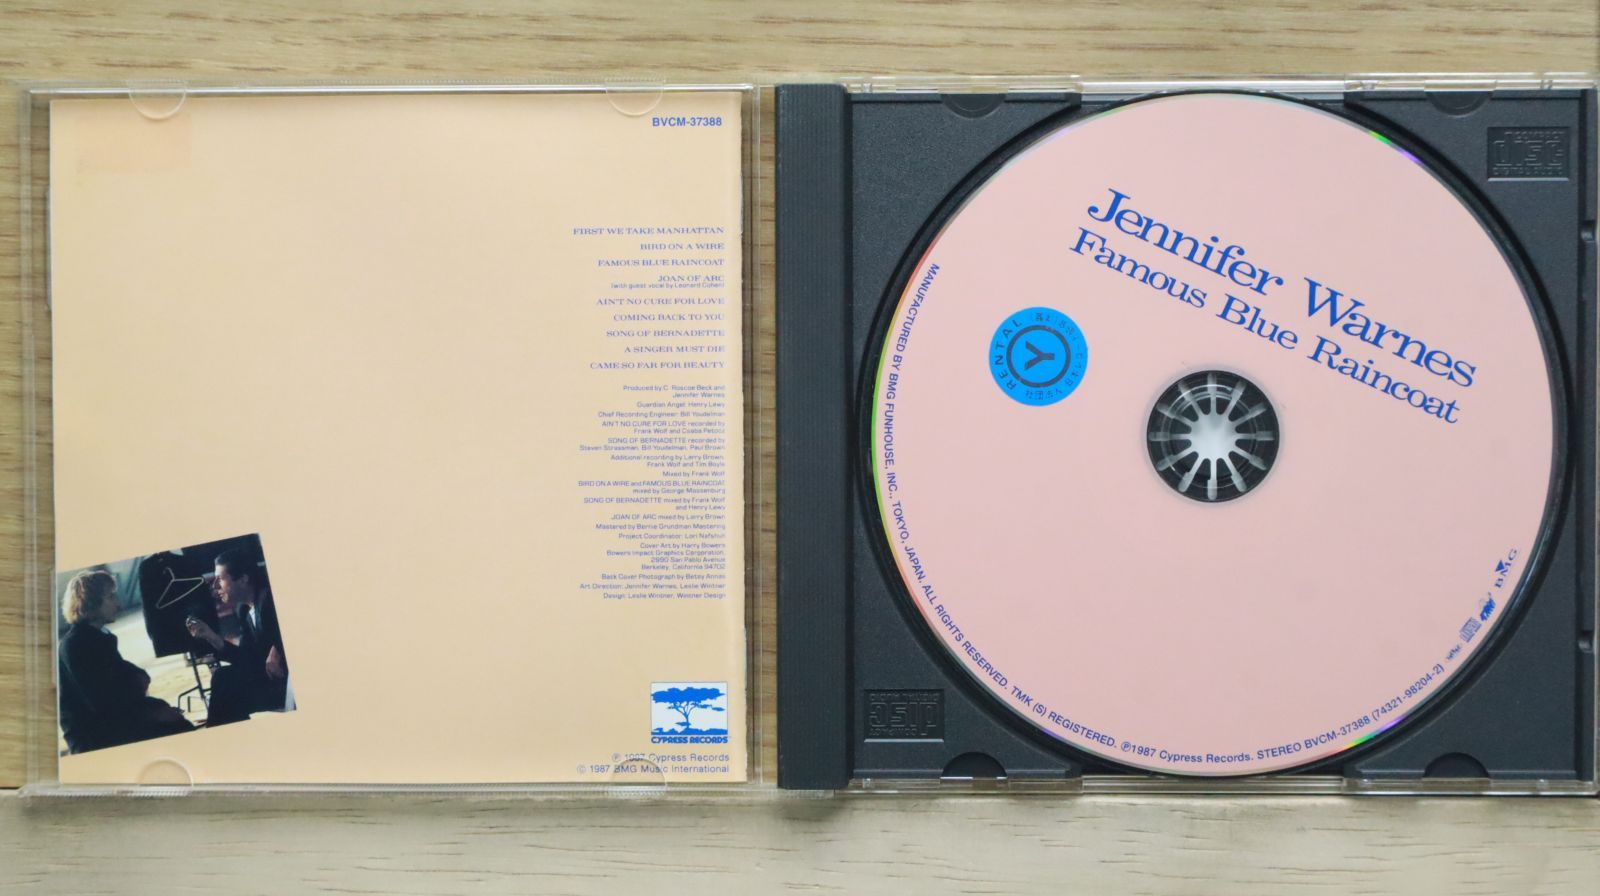 BVCM-37388
FIRST WE TAKE MANHATTAN
BIRD ON A WIRE
FAMOUS BLUE RAINCOAT
JOAN OF ARC
(with guest vocal by Leonard Cohen)
AIN'T NO CURE FOR LOVE
COMING BACK TO YOU
SONG OF BERNADETTE
A SINGER MUST DIE
CAME SO FAR FOR BEAUTY
Produced by C. Roscoe Beck and
Jennifer Warnes
Guardian Angel: Henry Lewy
Chief Recording Engineer: Bill Youdelman
AIN'T NO CURE FOR LOVE recorded by
Frank Wolf and Csaba Petocz
SONG OF BERNADETTE recorded by
Steven Strassman, Bill Youdelman, Paul Brown
Additional recording by Larry Brown,
Frank Wolf and Tim Boyle
Mixed by Frank Wolf
BIRD ON A WIRE and FAMOUS BLUE RAINCOAT
mixed by George Massenburg
SONG OF BERNADETTE mixed by Frank Wolf
and Henry Lewy
JOAN OF ARC mixed by Larry Brown
Mastered by Bernie Grundman Mastering
Project Coordinator: Lori Nafshun
Cover Art by Harry Bowers
Bowers Impact Graphics Corporation,
2990 San Pablo Avenue
Berkeley, California 94702
Back Cover Photograph by Betsy Annas
Art Direction: Jennifer Warnes, Leslie Wintner
Design: Leslie Wintner, Design
CYPRESS RECORDS
℗ 1987 Cypress Records
© 1987 BMG Music International
Jennifer Warnes
Famous Blue Raincoat
RENTAL
Y
MANUFACTURED BY BMG FUNHOUSE, INC., TOKYO, JAPAN. ALL RIGHTS RESERVED. TMK (S) REGISTERED. ℗1987 Cypress Records. STEREO BVCM-37388 (74321-98204-2)
BMG
COMPACT
DISC
DIGITAL AUDIO
COMPACT
DISC
DIGITAL AUDIO